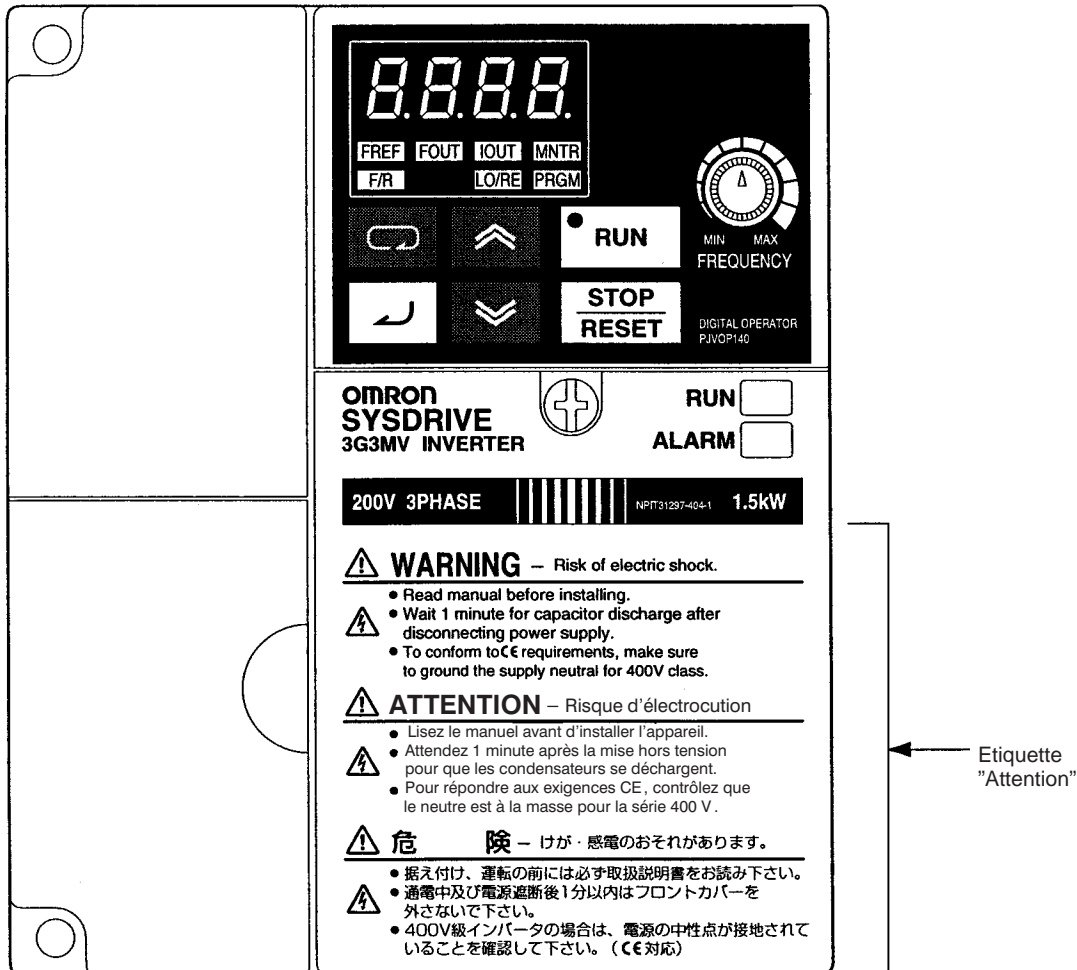 8.8.8.8.
FREF FOUT IOUT MNTR
F/R LO/RE PRGM
RUN
MIN MAX
FREQUENCY
STOP
RESET
DIGITAL OPERATOR
PJVOP140
OMRON
SYSDRIVE
3G3MV INVERTER
RUN
ALARM
200V 3PHASE NPIT31297-404-1 1.5kW
WARNING – Risk of electric shock.
● Read manual before installing.
● Wait 1 minute for capacitor discharge after
disconnecting power supply.
● To conform to CE requirements, make sure
to ground the supply neutral for 400V class.
ATTENTION – Risque d'électrocution
● Lisez le manuel avant d'installer l'appareil.
● Attendez 1 minute après la mise hors tension
pour que les condensateurs se déchargent.
● Pour répondre aux exigences CE, contrôlez que
le neutre est à la masse pour la série 400 V.
Etiquette
"Attention"
危 険 – けが・感電のおそれがあります。
● 据え付け、運転の前には必ず取扱説明書をお読み下さい。
● 通電中及び電源遮断後1分以内はフロントカバーを
外さないで下さい。
● 400V級インバータの場合は、電源の中性点が接地されて
いることを確認して下さい。(CE対応)